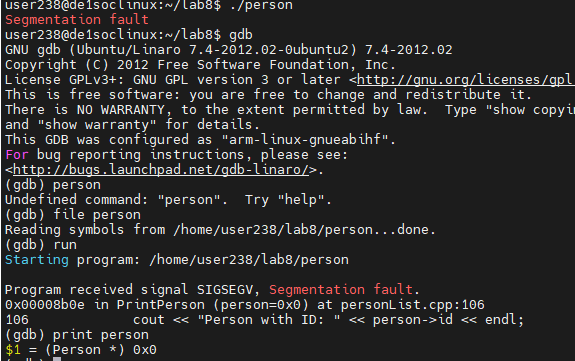 user238@de1soclinux:~/lab8$ ./person
Segmentation fault
user238@de1soclinux:~/lab8$ gdb
GNU gdb (Ubuntu/Linaro 7.4-2012.02-0ubuntu2) 7.4-2012.02
Copyright (C) 2012 Free Software Foundation, Inc.
License GPLv3+: GNU GPL version 3 or later <http://gnu.org/licenses/gpl
This is free software: you are free to change and redistribute it.
There is NO WARRANTY, to the extent permitted by law.  Type "show copyi
and "show warranty" for details.
This GDB was configured as "arm-linux-gnueabihf".
For bug reporting instructions, please see:
<http://bugs.launchpad.net/gdb-linaro/>.
(gdb) person
Undefined command: "person".  Try "help".
(gdb) file person
Reading symbols from /home/user238/lab8/person...done.
(gdb) run
Starting program: /home/user238/lab8/person
Program received signal SIGSEGV, Segmentation fault.
0x00008b0e in PrintPerson (person=0x0) at personList.cpp:106
106             cout << "Person with ID: " << person->id << endl;
(gdb) print person
$1 = (Person *) 0x0